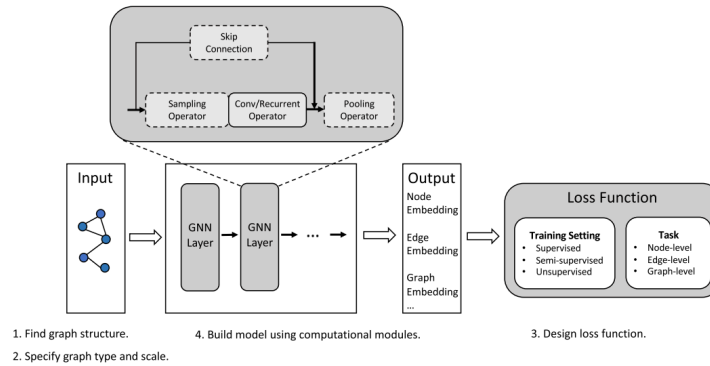 Skip
Connection
Sampling
Operator
Conv/Recurrent
Operator
Pooling
Operator
Input
GNN
Layer
GNN
Layer
...
Output
Node
Embedding
Edge
Embedding
Graph
Embedding
...
Loss Function
Training Setting
• Supervised
• Semi-supervised
• Unsupervised
Task
• Node-level
• Edge-level
• Graph-level
1. Find graph structure.
2. Specify graph type and scale.
4. Build model using computational modules.
3. Design loss function.